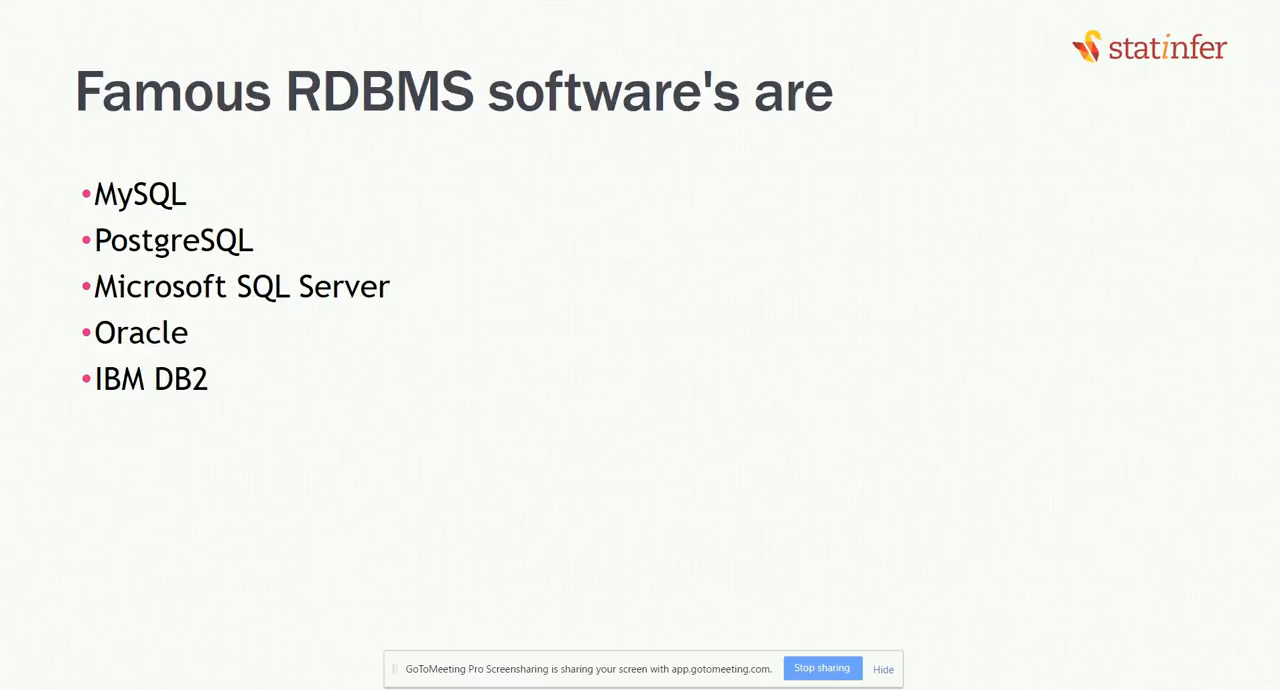 statinfer
Famous RDBMS software's are
•MySQL
•PostgreSQL
•Microsoft SQL Server
•Oracle
•IBM DB2
GoToMeeting Pro Screensharing is sharing your screen with app.gotomeeting.com. Stop sharing Hide